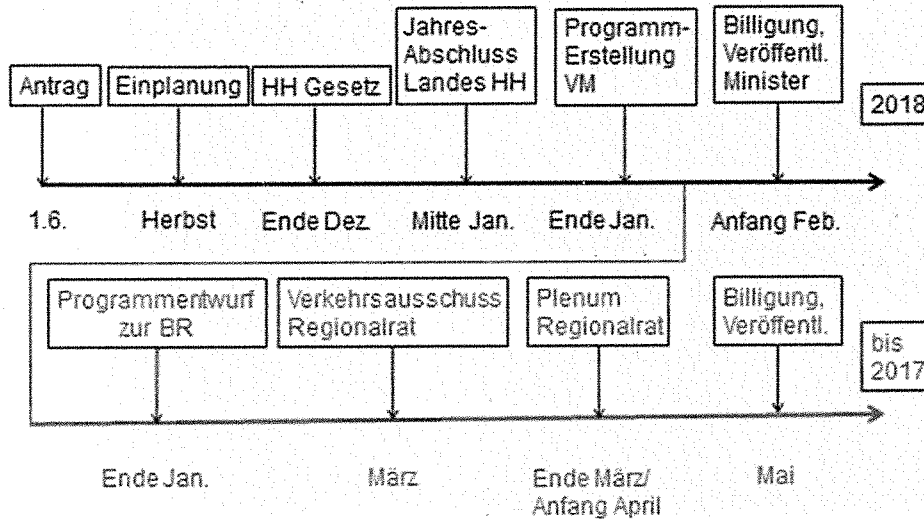 Antrag
Einplanung
HH Gesetz
Jahres-
Abschluss
Landes HH
Programm-
Erstellung
VM
Billigung,
Veröffentl.
Minister
2018
1.6.
Herbst
Ende Dez.
Mitte Jan.
Ende Jan.
Anfang Feb.
Programmentwurf
zur BR
Verkehrsausschuss
Regionalrat
Plenum
Regionalrat
Billigung,
Veröffentl.
bis
2017
Ende Jan.
März
Ende März/
Anfang April
Mai